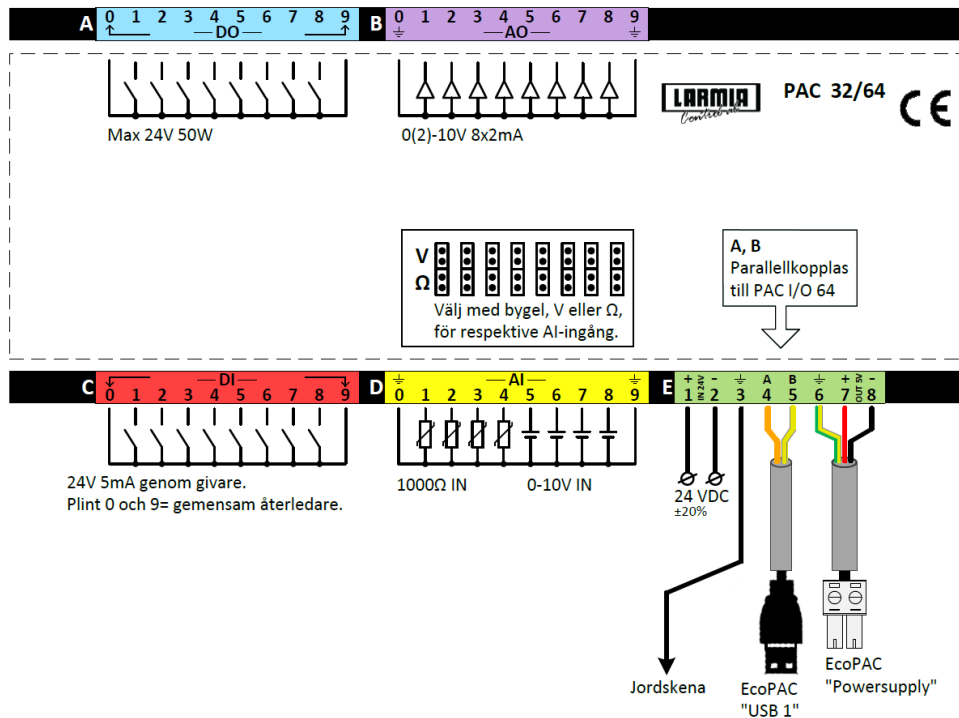 A 0 1 2 3 4 5 6 7 8 9
DO
B 0 1 2 3 4 5 6 7 8 9
AO
Max 24V 50W
0(2)-10V 8x2mA
LARMIA
Control ab
PAC 32/64
CE
V
Ω
Välj med bygel, V eller Ω,
för respektive AI-ingång.
A, B
Parallellkopplas
till PAC I/O 64
C DI
0 1 2 3 4 5 6 7 8 9
D AI
0 1 2 3 4 5 6 7 8 9
E + IN 24V - A B + OUT 5V -
1 2 3 4 5 6 7 8
24V 5mA genom givare.
Plint 0 och 9= gemensam återledare.
1000Ω IN
0-10V IN
24 VDC
±20%
Jordskena
EcoPAC
"USB 1"
EcoPAC
"Powersupply"